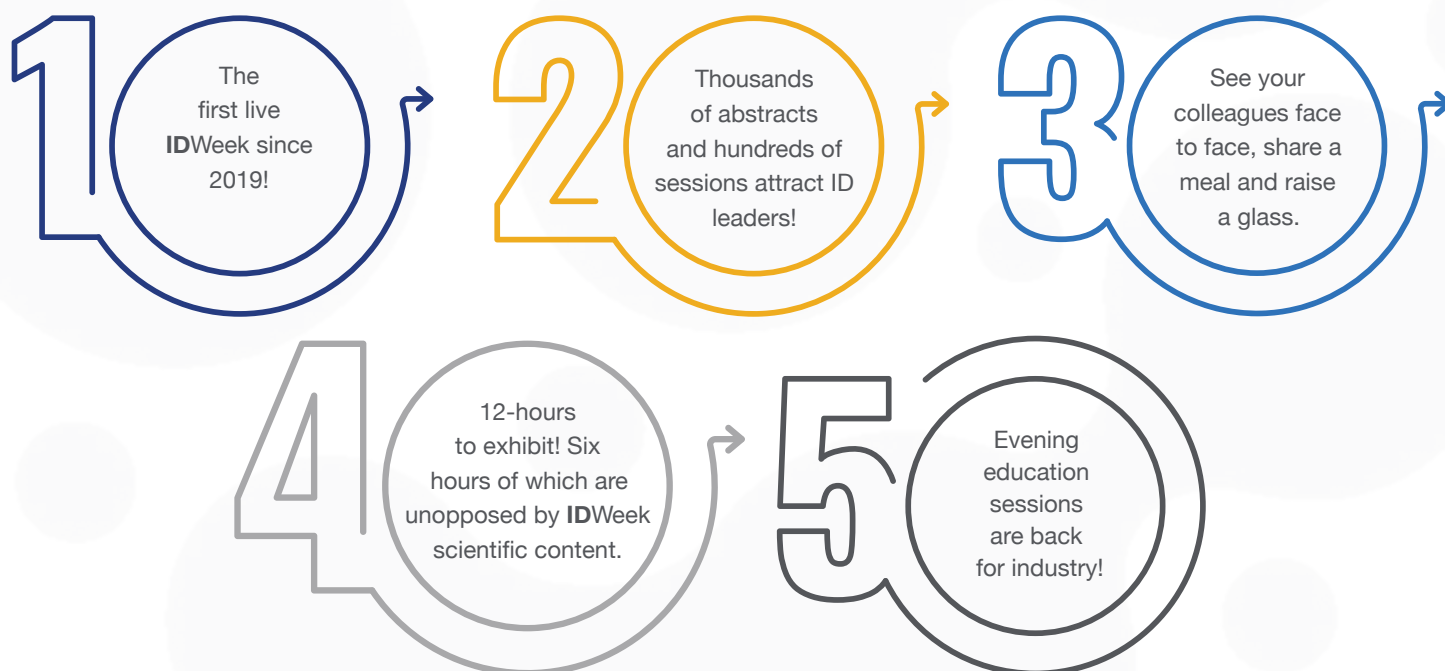 1
The
first live
IDWeek since
2019!
2
Thousands
of abstracts
and hundreds of
sessions attract ID
leaders!
3
See your
colleagues face
to face, share a
meal and raise
a glass.
4
12-hours
to exhibit! Six
hours of which are
unopposed by IDWeek
scientific content.
5
Evening
education
sessions
are back
for industry!